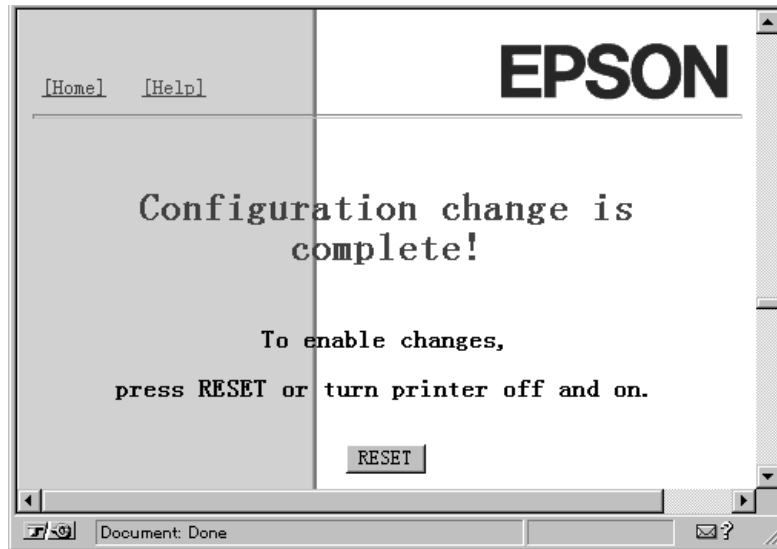 [Home] [Help]
EPSON
Configuration change is
complete!
To enable changes,
press RESET or turn printer off and on.
RESET
Document: Done